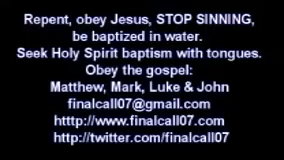 Repent, obey Jesus, STOP SINNING,
be baptized in water.
Seek Holy Spirit baptism with tongues.
Obey the gospel:
Matthew, Mark, Luke & John
finalcall07@gmail.com
htttp://www.finalcall07.com
http://twitter.com/finalcall07